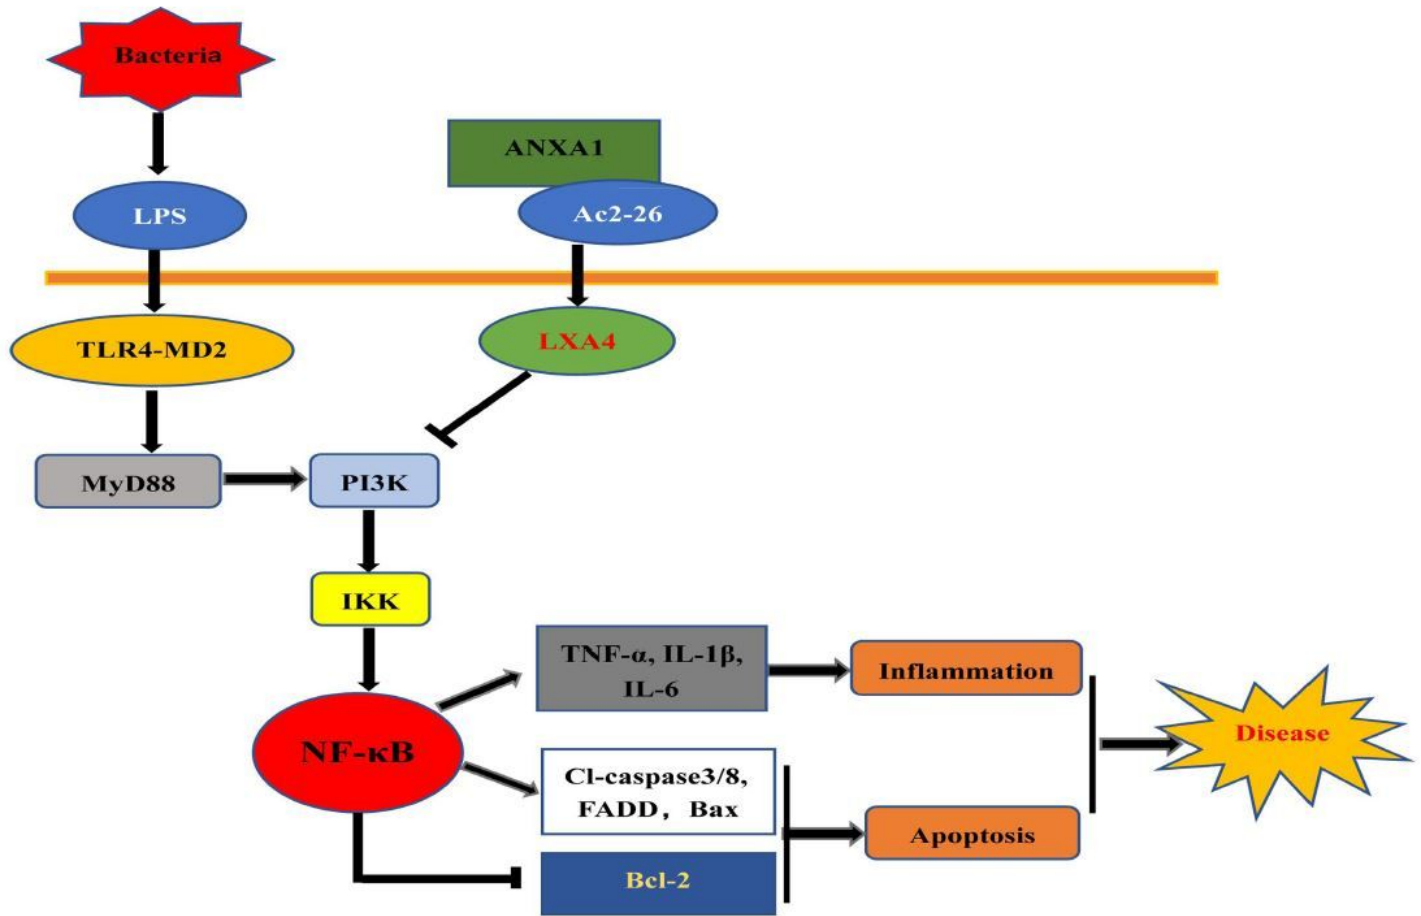 Bacteria
ANXA1
LPS
Ac2-26
TLR4-MD2
LXA4
MyD88
PI3K
IKK
TNF-α, IL-1β,
IL-6
Inflammation
NF-κB
Disease
Cl-caspase3/8,
FADD，Bax
Apoptosis
Bcl-2